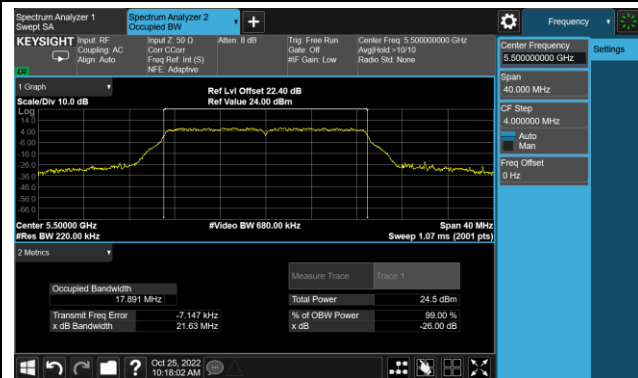 Spectrum Analyzer 1
Swept SA
Spectrum Analyzer 2
Occupied BW
Frequency
KEYSIGHT
Input: RF
Coupling: AC
Align: Auto
Input Z: 50 Ω
Corr CCorr
Freq Ref: Int (S)
NFE: Adaptive
Atten: 8 dB
Trig: Free Run
Gate: Off
#IF Gain: Low
Center Freq: 5.500000000 GHz
Avg|Hold:>10/10
Radio Std: None
Center Frequency
5.500000000 GHz
Settings
Span
40.000 MHz
CF Step
4.000000 MHz
Auto
Man
Freq Offset
0 Hz
1 Graph
Scale/Div 10.0 dB
Ref Lvl Offset 22.40 dB
Ref Value 24.00 dBm
Log
14.0
4.00
-6.00
-16.0
-26.0
-36.0
-46.0
-56.0
-66.0
Center 5.50000 GHz
#Video BW 680.00 kHz
Span 40 MHz
#Res BW 220.00 kHz
Sweep 1.07 ms (2001 pts)
2 Metrics
Measure Trace
Trace 1
Occupied Bandwidth
17.891 MHz
Total Power
24.5 dBm
Transmit Freq Error
-7.147 kHz
% of OBW Power
99.00 %
x dB Bandwidth
21.63 MHz
x dB
-26.00 dB
?
Oct 25, 2022
10:18:02 AM